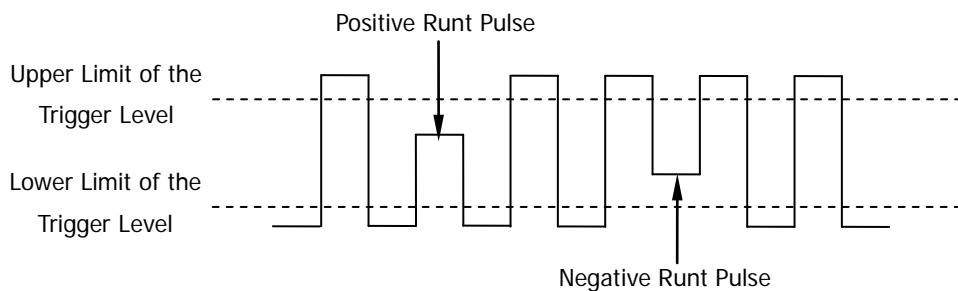 Positive Runt Pulse
Upper Limit of the
Trigger Level
Lower Limit of the
Trigger Level
Negative Runt Pulse